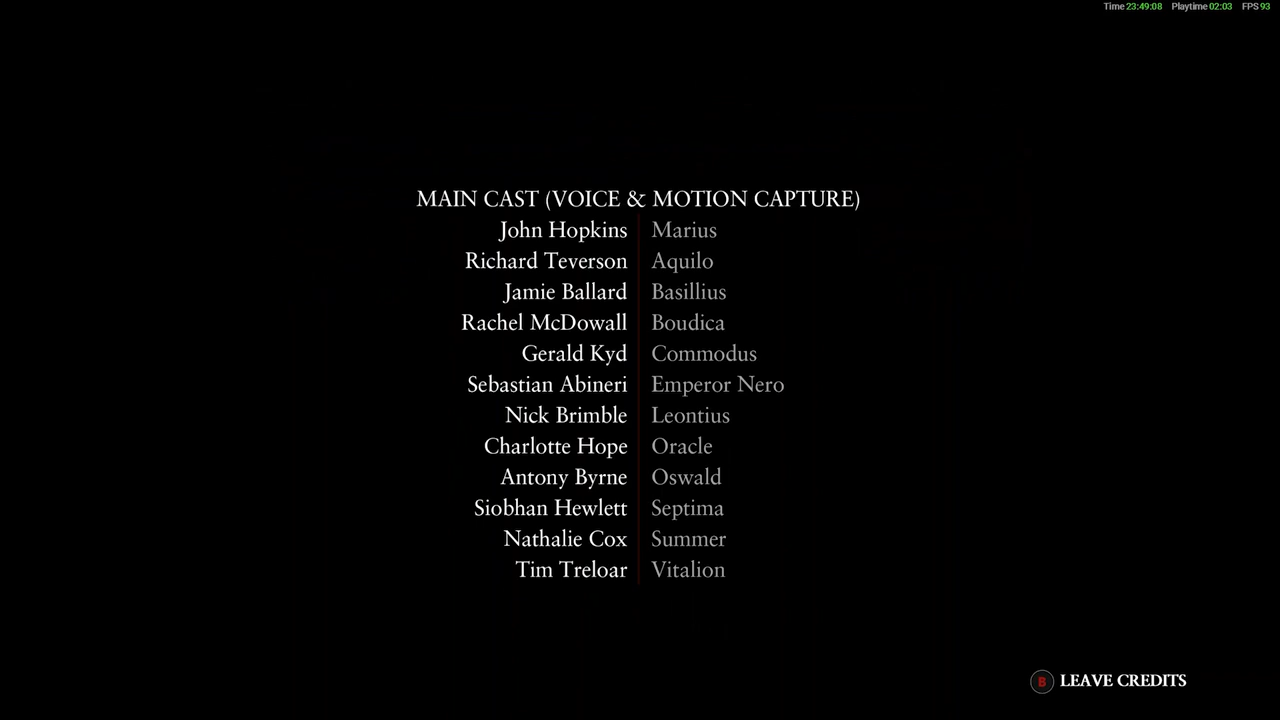 Time 23:49:08 Playtime 02:03 FPS 93
MAIN CAST (VOICE & MOTION CAPTURE)
John Hopkins Marius
Richard Teverson Aquilo
Jamie Ballard Basillius
Rachel McDowall Boudica
Gerald Kyd Commodus
Sebastian Abineri Emperor Nero
Nick Brimble Leontius
Charlotte Hope Oracle
Antony Byrne Oswald
Siobhan Hewlett Septima
Nathalie Cox Summer
Tim Treloar Vitalion
B LEAVE CREDITS